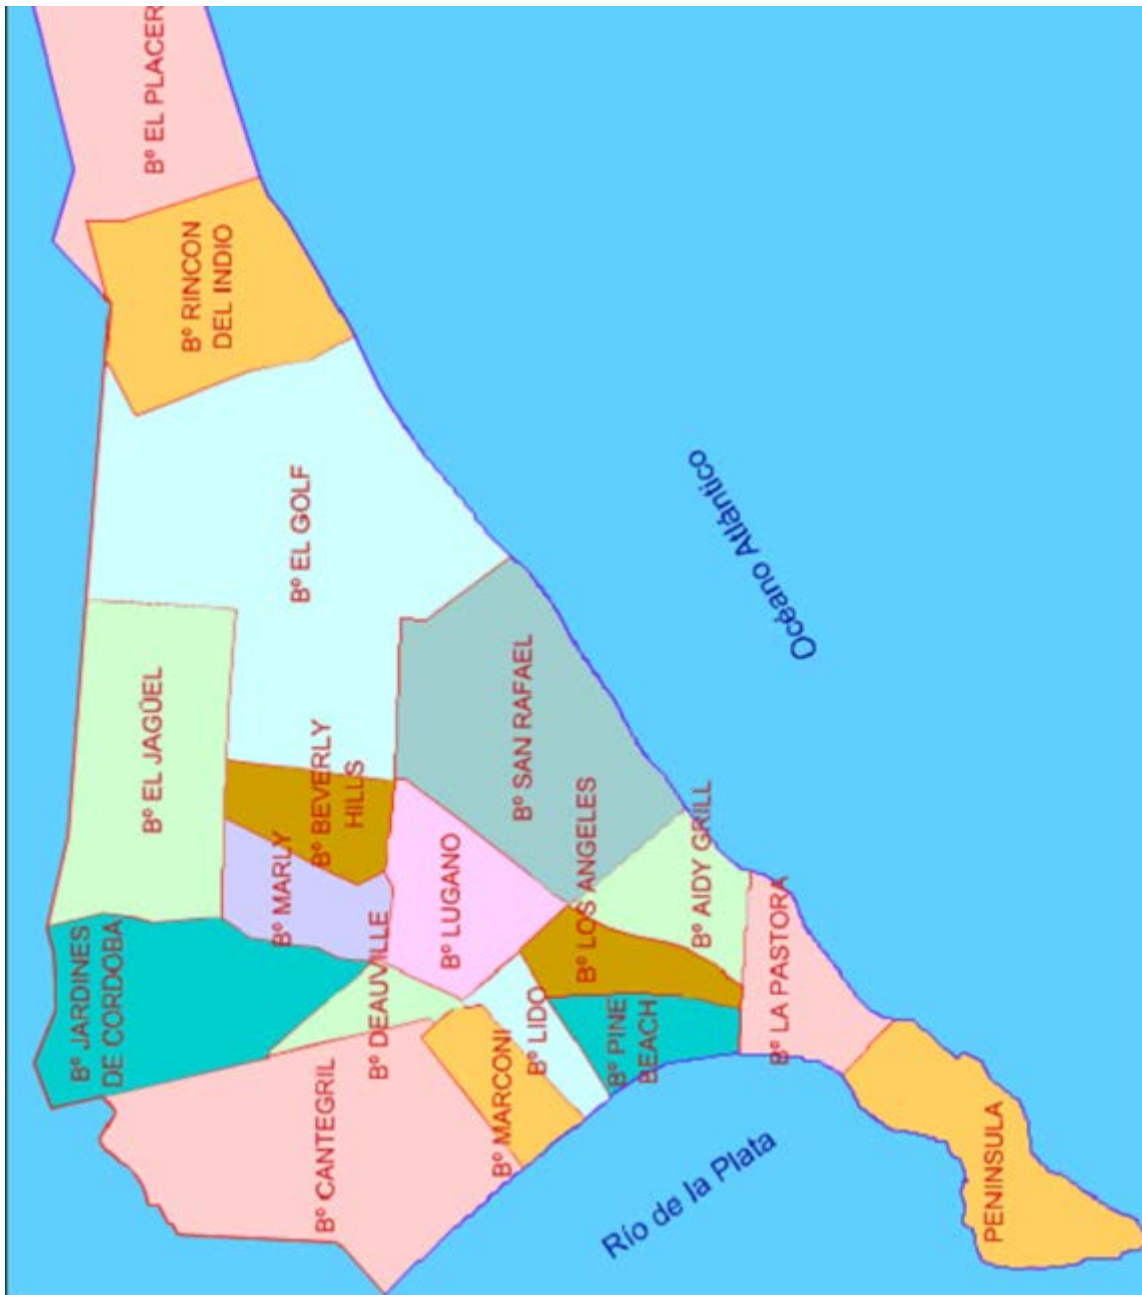 Bº EL PLACER
Bº RINCON
DEL INDIO
Bº EL GOLF
Océano Atlántico
Bº EL JAGÜEL
Bº BEVERLY
HILLS
Bº SAN RAFAEL
Bº MARLY
Bº LUGANO
Bº LOS ANGELES
Bº AIDY GRILL
Bº JARDINES
DE CORDOBA
Bº DEAUVILLE
Bº LIDO
Bº PINE
BEACH
Bº LA PASTORA
Bº CANTEGRIL
Bº MARCONI
Río de la Plata
PENINSULA